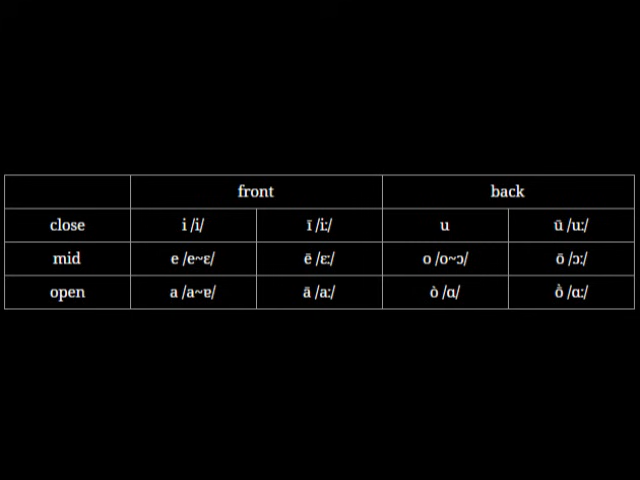 front back
close i /i/ ī /iː/ u ū /uː/
mid e /e~ɛ/ ē /ɛː/ o /o~ɔ/ ō /ɔː/
open a /a~ɐ/ ā /aː/ ò /ɑ/ ṑ /ɑː/